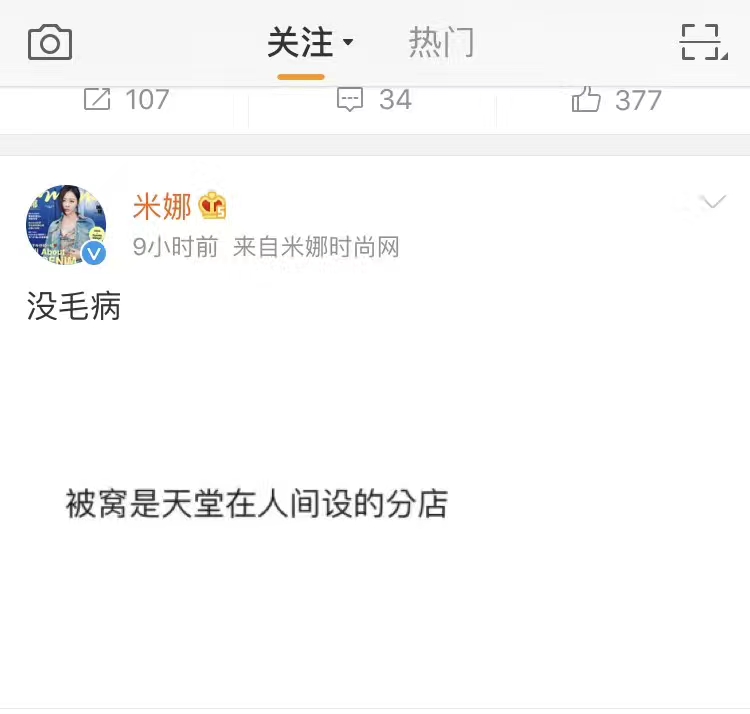 关注 热门
107 34 377
米娜
9小时前 来自米娜时尚网
没毛病
被窝是天堂在人间设的分店